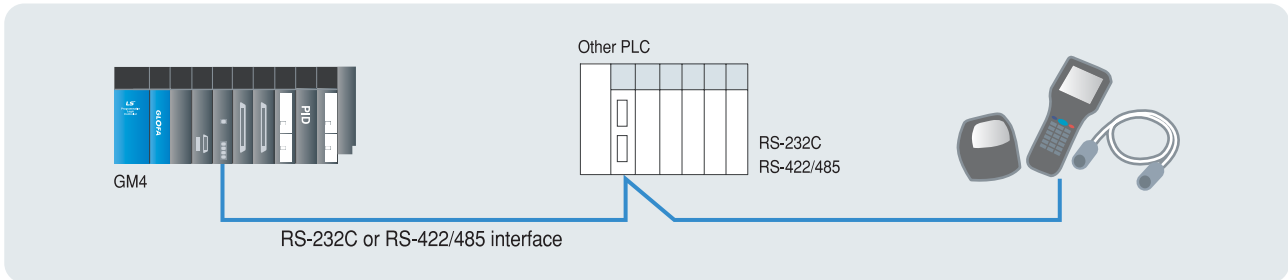 Other PLC
LS
GLOFA
PID
RS-232C
RS-422/485
GM4
RS-232C or RS-422/485 interface